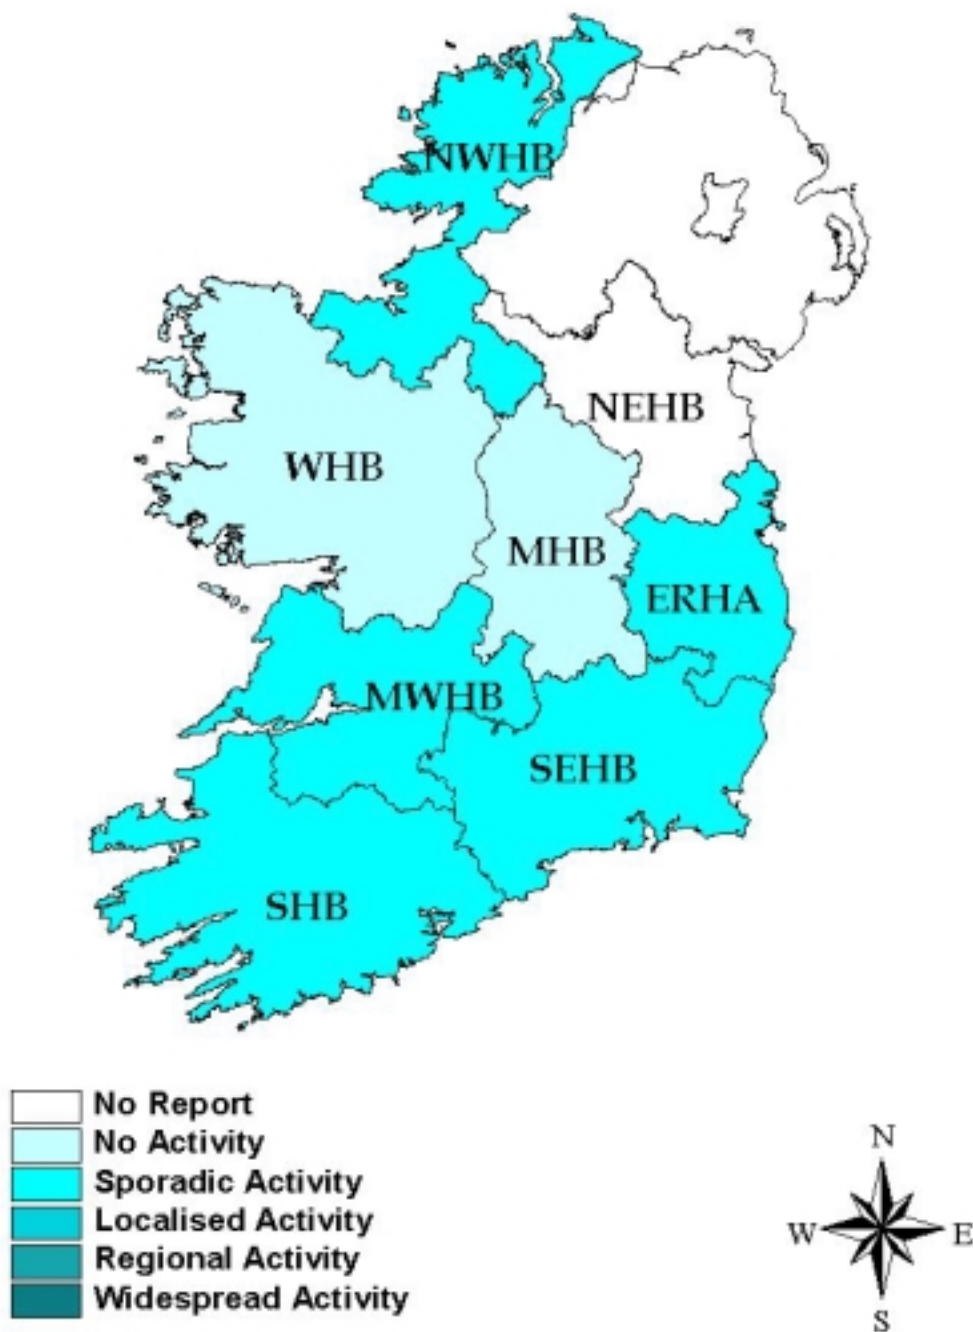 NWHB
NEHB
WHB
MHB
ERHA
MWHB
SEHB
SHB
No Report
No Activity
Sporadic Activity
Localised Activity
Regional Activity
Widespread Activity
N
W E
S